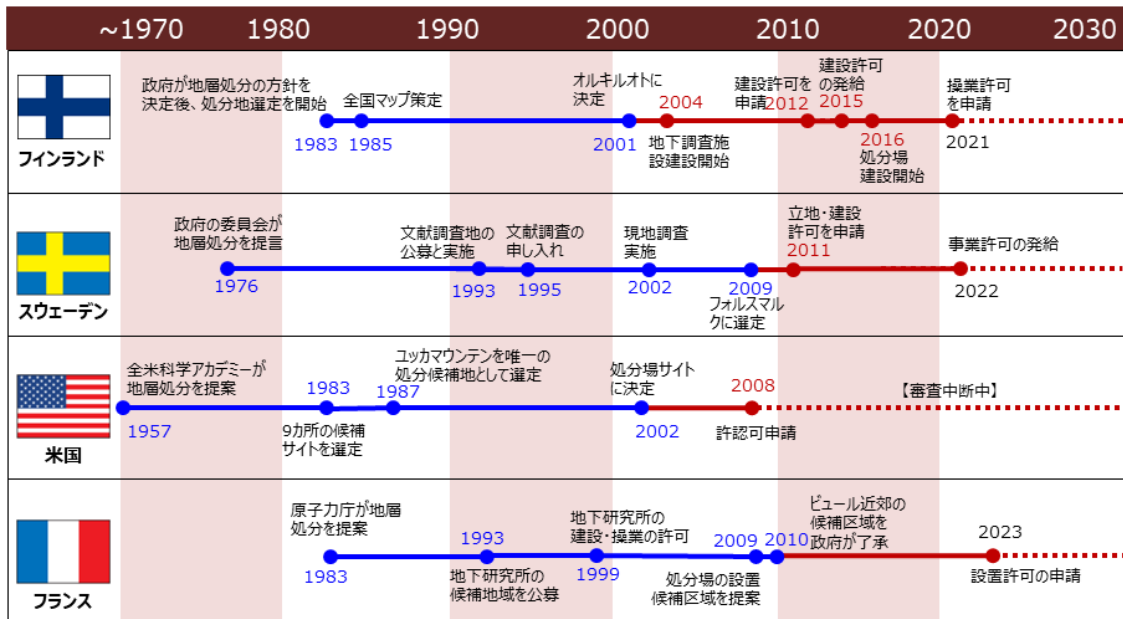 ~1970 1980 1990 2000 2010 2020 2030
フィンランド
政府が地層処分の方針を
決定後、処分地選定を開始
1983
全国マップ策定
1985
オルキルオトに
決定
2001
2004
地下調査施
設建設開始
建設許可を
申請
2012
建設許可
の発給
2015
2016
処分場
建設開始
操業許可
を申請
2021
スウェーデン
政府の委員会が
地層処分を提言
1976
文献調査地の
公募と実施
1993
文献調査の
申し入れ
1995
現地調査
実施
2002
2009
フォルスマル
クに選定
立地・建設
許可を申請
2011
事業許可の発給
2022
米国
全米科学アカデミーが
地層処分を提案
1957
1983
9カ所の候補
サイトを選定
ユッカマウンテンを唯一の
処分候補地として選定
1987
処分場サイト
に決定
2002
2008
許認可申請
【審査中断中】
フランス
原子力庁が地層
処分を提案
1983
1993
地下研究所の
候補地域を公募
地下研究所の
建設・操業の許可
1999
2009
処分場の設置
候補区域を提案
ビュール近郊の
候補区域を
政府が了承
2010
2023
設置許可の申請